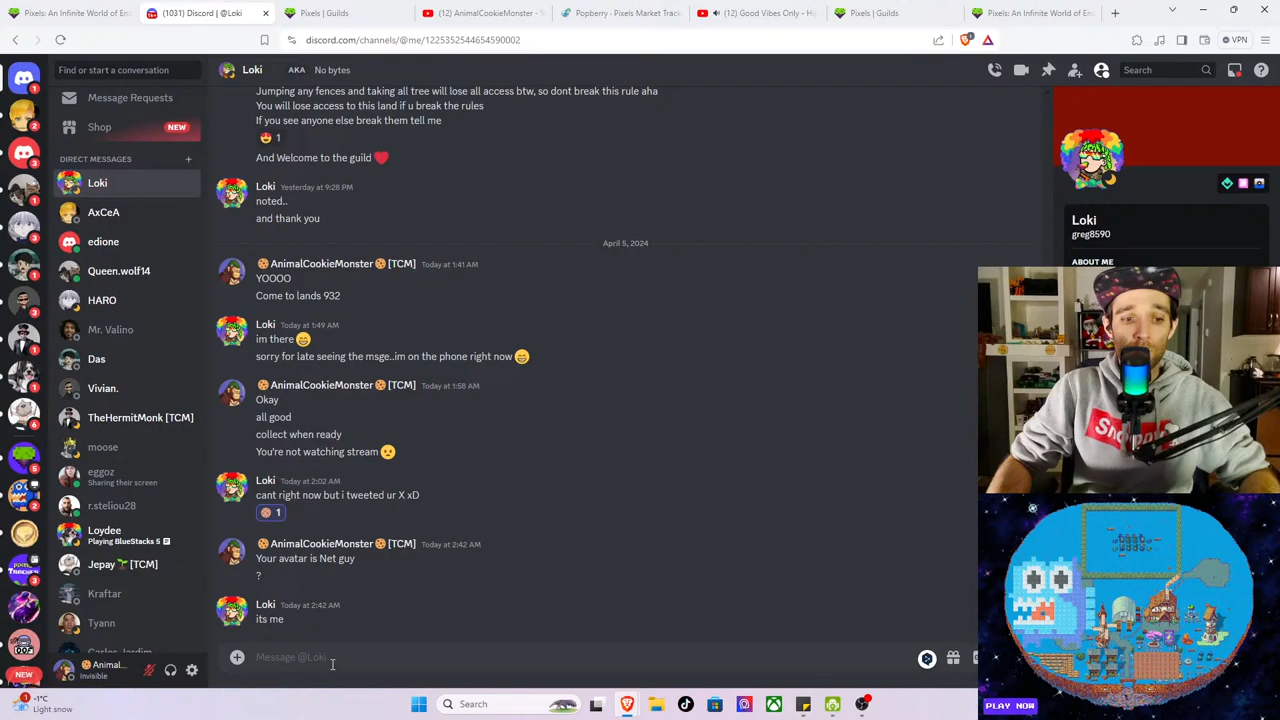 Pixels: An Infinite World of En
(1031) Discord | @Loki
Pixels | Guilds
(12) AnimalCookieMonster -
Popberry - Pixels Market Track
(12) Good Vibes Only - Hi
Pixels | Guilds
Pixels: An Infinite World of En
discord.com/channels/@me/1225352544654590002
VPN
Find or start a conversation
Message Requests
Shop
NEW
DIRECT MESSAGES
Loki
AxCeA
edione
Queen.wolf14
HARO
Mr. Valino
Das
Vivian.
TheHermitMonk [TCM]
moose
eggoz
Sharing their screen
r.steliou28
Loydee
Playing BlueStacks 5
Jepay [TCM]
Kraftar
Tyann
Carles Jardim
Animal...
Invisible
NEW
Loki
AKA
No bytes
Search
Jumping any fences and taking all tree will lose all access btw, so dont break this rule aha
You will lose access to this land if u break the rules
If you see anyone else break them tell me
1
And Welcome to the guild
Loki Yesterday at 9:28 PM
noted..
and thank you
April 5, 2024
AnimalCookieMonster [TCM] Today at 1:41 AM
YOOOO
Come to lands 932
Loki Today at 1:49 AM
im there
sorry for late seeing the msge..im on the phone right now
AnimalCookieMonster [TCM] Today at 1:58 AM
Okay
all good
collect when ready
You're not watching stream
Loki Today at 2:02 AM
cant right now but i tweeted ur X xD
1
AnimalCookieMonster [TCM] Today at 2:42 AM
Your avatar is Net guy
?
Loki Today at 2:42 AM
its me
Message @Loki
Loki
greg8590
ABOUT ME
PLAY NOW
-1°C
Light snow
Search